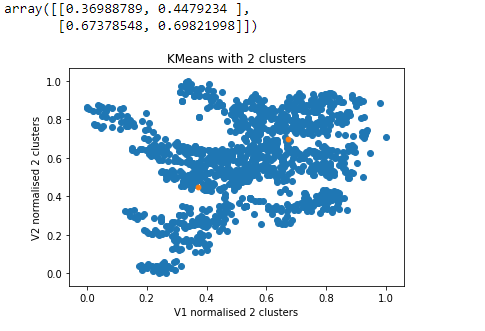 array([[0.36988789, 0.4479234 ],
[0.67378548, 0.69821998]])
KMeans with 2 clusters
1.0
0.8
0.6
0.4
0.2
0.0
V2 normalised 2 clusters
0.0 0.2 0.4 0.6 0.8 1.0
V1 normalised 2 clusters